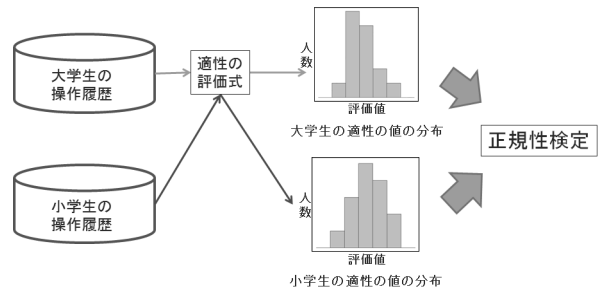 大学生の
操作履歴
適性の
評価式
人
数
評価値
大学生の適性の値の分布
正規性検定
小学生の
操作履歴
人
数
評価値
小学生の適性の値の分布